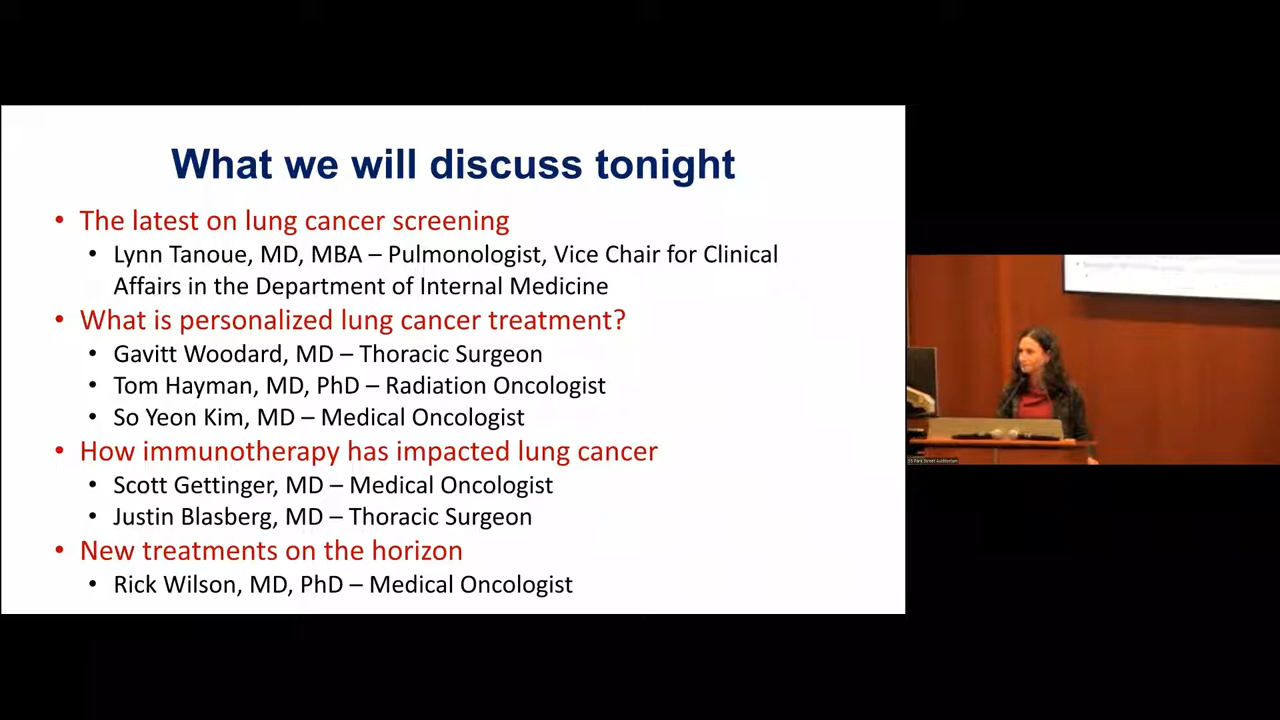 What we will discuss tonight
• The latest on lung cancer screening
• Lynn Tanoue, MD, MBA – Pulmonologist, Vice Chair for Clinical
Affairs in the Department of Internal Medicine
• What is personalized lung cancer treatment?
• Gavitt Woodard, MD – Thoracic Surgeon
• Tom Hayman, MD, PhD – Radiation Oncologist
• So Yeon Kim, MD – Medical Oncologist
• How immunotherapy has impacted lung cancer
• Scott Gettinger, MD – Medical Oncologist
• Justin Blasberg, MD – Thoracic Surgeon
• New treatments on the horizon
• Rick Wilson, MD, PhD – Medical Oncologist
55 Park Street Auditorium